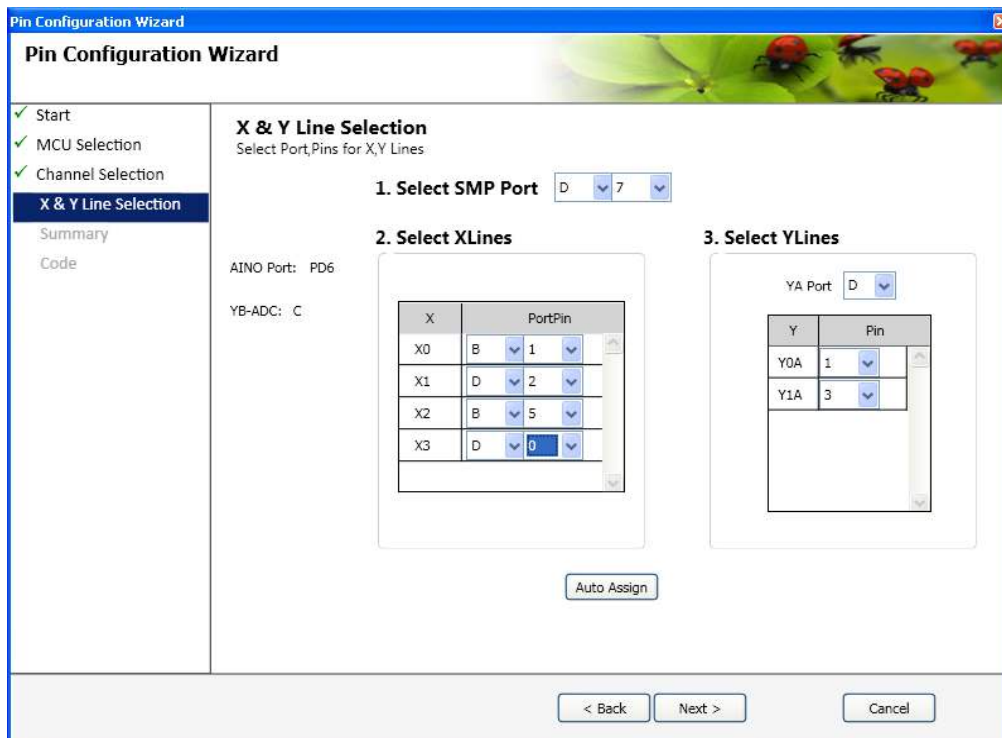 Pin Configuration Wizard
Pin Configuration Wizard
Start
MCU Selection
Channel Selection
X & Y Line Selection
Summary
Code
X & Y Line Selection
Select Port,Pins for X,Y Lines
1. Select SMP Port D 7
2. Select XLines
3. Select YLines
AINO Port: PD6
YB-ADC: C
X PortPin
X0 B 1
X1 D 2
X2 B 5
X3 D 0
YA Port D
Y Pin
Y0A 1
Y1A 3
Auto Assign
< Back Next > Cancel